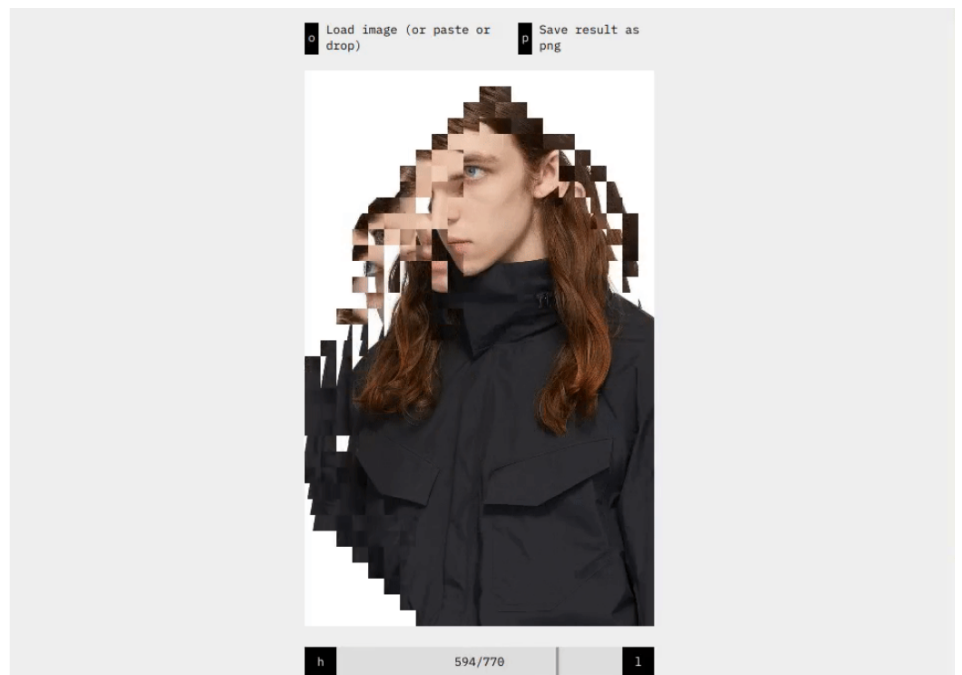 o Load image (or paste or drop)
p Save result as png
h 594/770 l